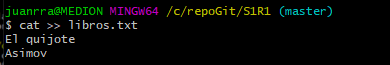 juanrra@MEDION MINGW64 /c/repoGit/S1R1 (master)
$ cat >> libros.txt
El quijote
Asimov